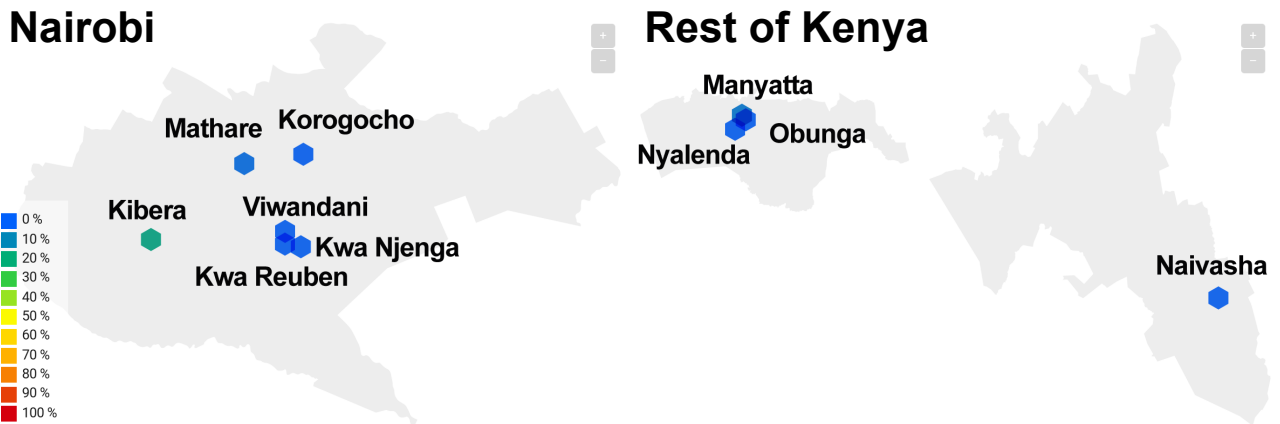 Nairobi
Rest of Kenya
+
−
+
−
Manyatta
Mathare
Korogocho
Obunga
Nyalenda
Kibera
Viwandani
Kwa Njenga
Kwa Reuben
Naivasha
0 %
10 %
20 %
30 %
40 %
50 %
60 %
70 %
80 %
90 %
100 %